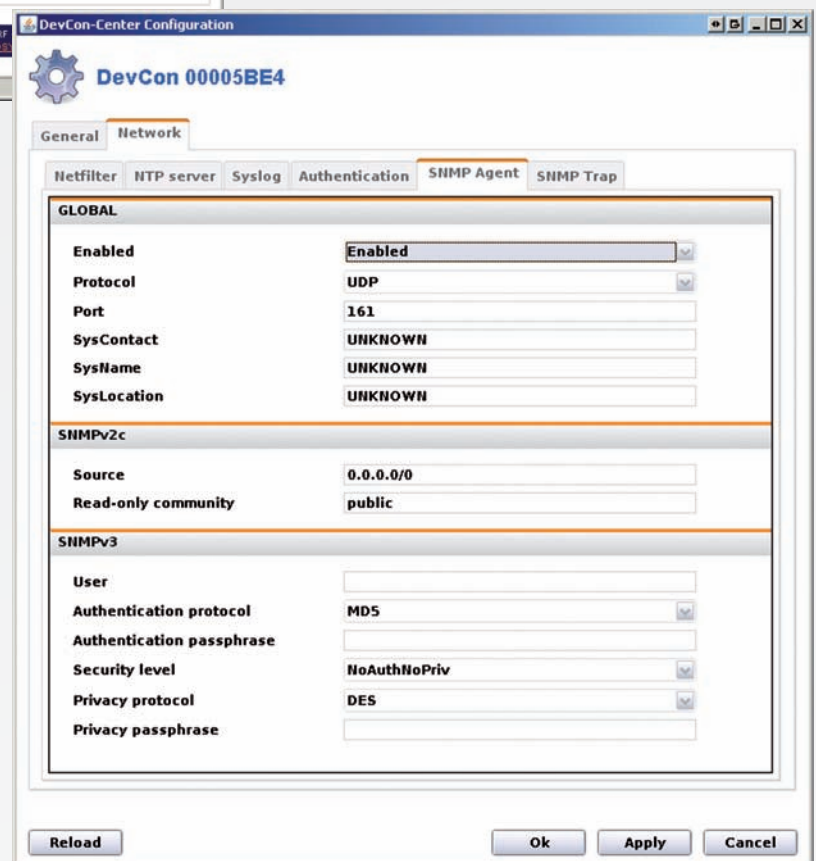 DevCon-Center Configuration
DevCon 00005BE4
General Network
Netfilter NTP server Syslog Authentication SNMP Agent SNMP Trap
GLOBAL
Enabled Enabled
Protocol UDP
Port 161
SysContact UNKNOWN
SysName UNKNOWN
SysLocation UNKNOWN
SNMPv2c
Source 0.0.0.0/0
Read-only community public
SNMPv3
User
Authentication protocol MD5
Authentication passphrase
Security level NoAuthNoPriv
Privacy protocol DES
Privacy passphrase
Reload Ok Apply Cancel